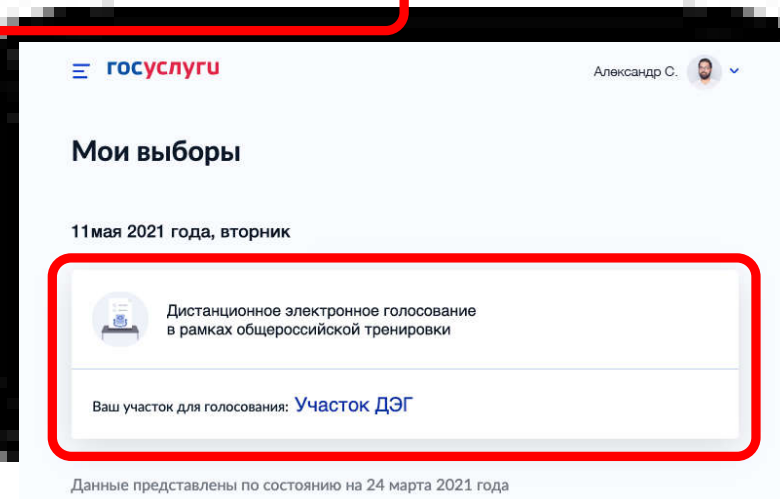 госуслуги
Александр С.
Мои выборы
11мая 2021 года, вторник
Дистанционное электронное голосование
в рамках общероссийской тренировки
Ваш участок для голосования: Участок ДЭГ
Данные представлены по состоянию на 24 марта 2021 года